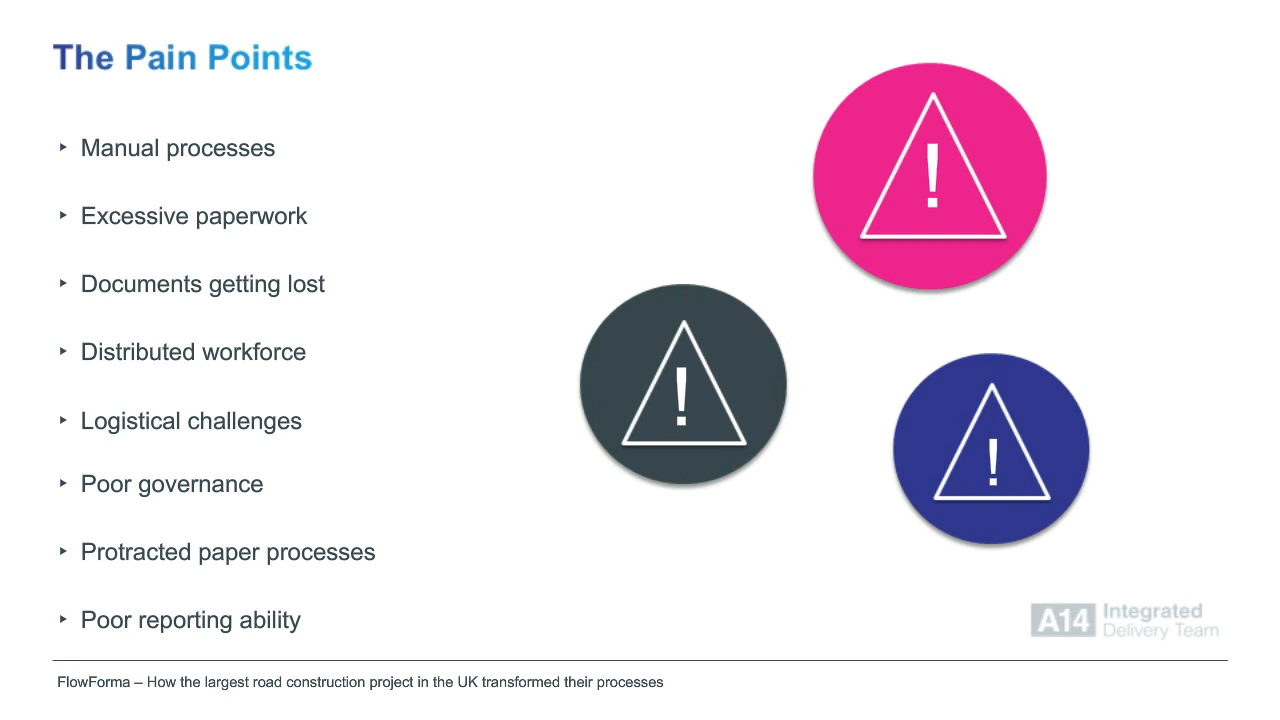 The Pain Points
‣ Manual processes
‣ Excessive paperwork
‣ Documents getting lost
‣ Distributed workforce
‣ Logistical challenges
‣ Poor governance
‣ Protracted paper processes
‣ Poor reporting ability
!
!
!
A14 Integrated
Delivery Team
FlowForma – How the largest road construction project in the UK transformed their processes